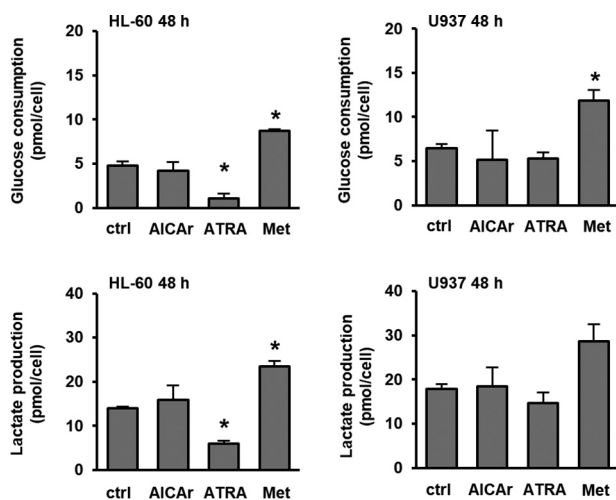 HL-60 48 h
Glucose consumption
(pmol/cell)
20
15
10
5
0
*
*
ctrl AICAr ATRA Met
U937 48 h
Glucose consumption
(pmol/cell)
20
15
10
5
0
*
ctrl AICAr ATRA Met
HL-60 48 h
Lactate production
(pmol/cell)
40
30
20
10
0
*
*
ctrl AICAr ATRA Met
U937 48 h
Lactate production
(pmol/cell)
40
30
20
10
0
ctrl AICAr ATRA Met